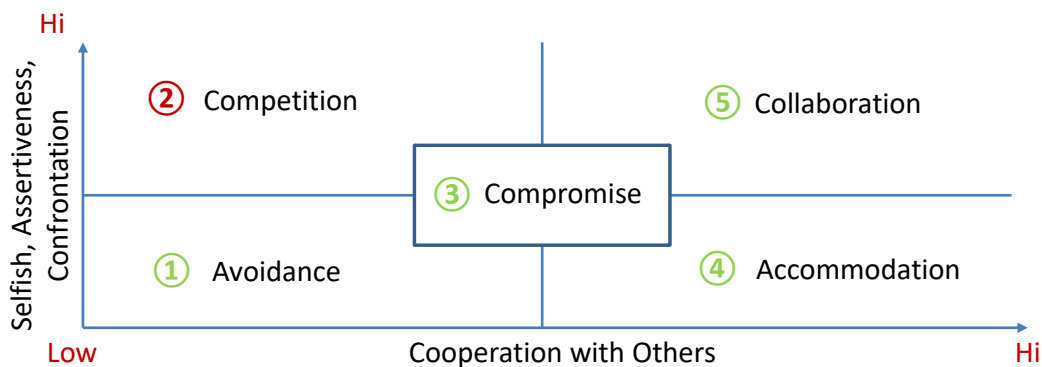 Hi
Selfish, Assertiveness,
Confrontation
② Competition
⑤ Collaboration
③ Compromise
① Avoidance
④ Accommodation
Low
Cooperation with Others
Hi